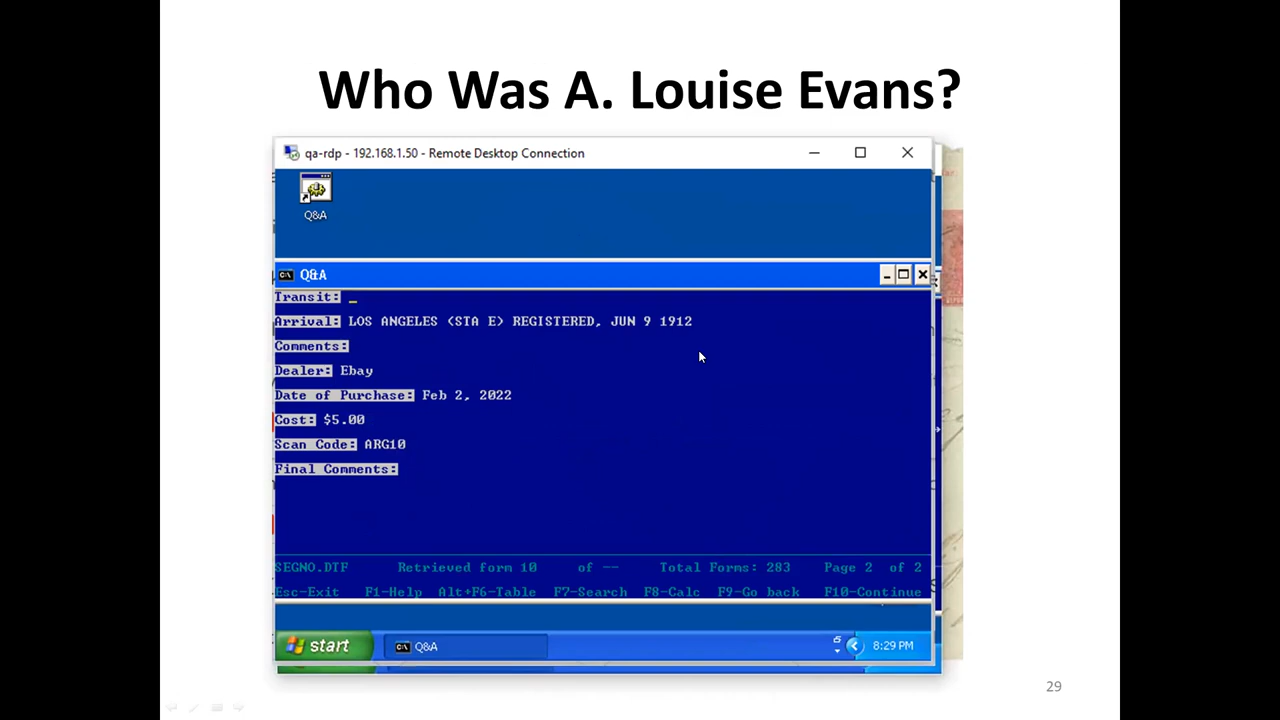 Who Was A. Louise Evans?
qa-rdp - 192.168.1.50 - Remote Desktop Connection
Q&A
Q&A
Transit: _
Arrival: LOS ANGELES (STA E) REGISTERED, JUN 9 1912
Comments:
Dealer: Ebay
Date of Purchase: Feb 2, 2022
Cost: $5.00
Scan Code: ARG10
Final Comments:
SEGNO.DTF Retrieved form 10 of -- Total Forms: 283 Page 2 of 2
Esc-Exit F1-Help Alt+F6-Table F7-Search F8-Calc F9-Go back F10-Continue
start Q&A 8:29 PM
29